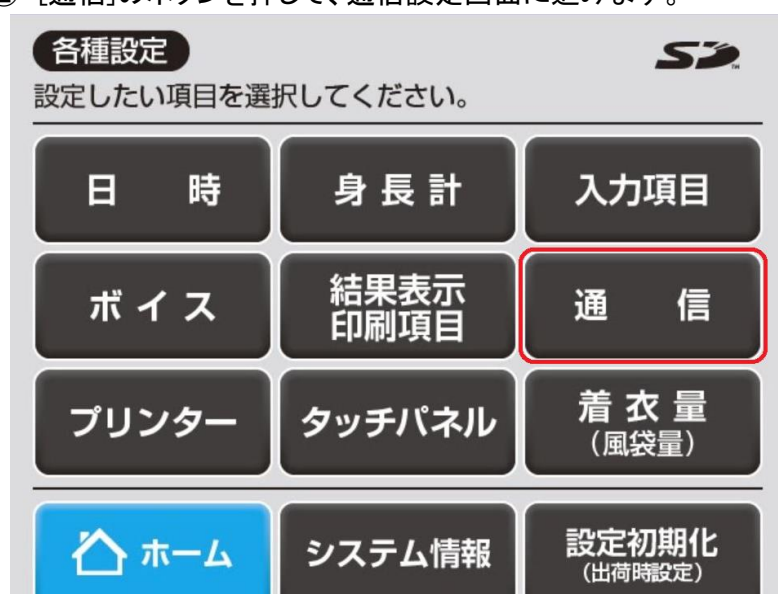 [通信]のボタンを押して、通信設定画面に進みます。
各種設定
SD
設定したい項目を選択してください。
日 時
身 長 計
入力項目
ボ イ ス
結果表示
印刷項目
通 信
プリンター
タッチパネル
着 衣 量
（風袋量）
ホーム
システム情報
設定初期化
（出荷時設定）